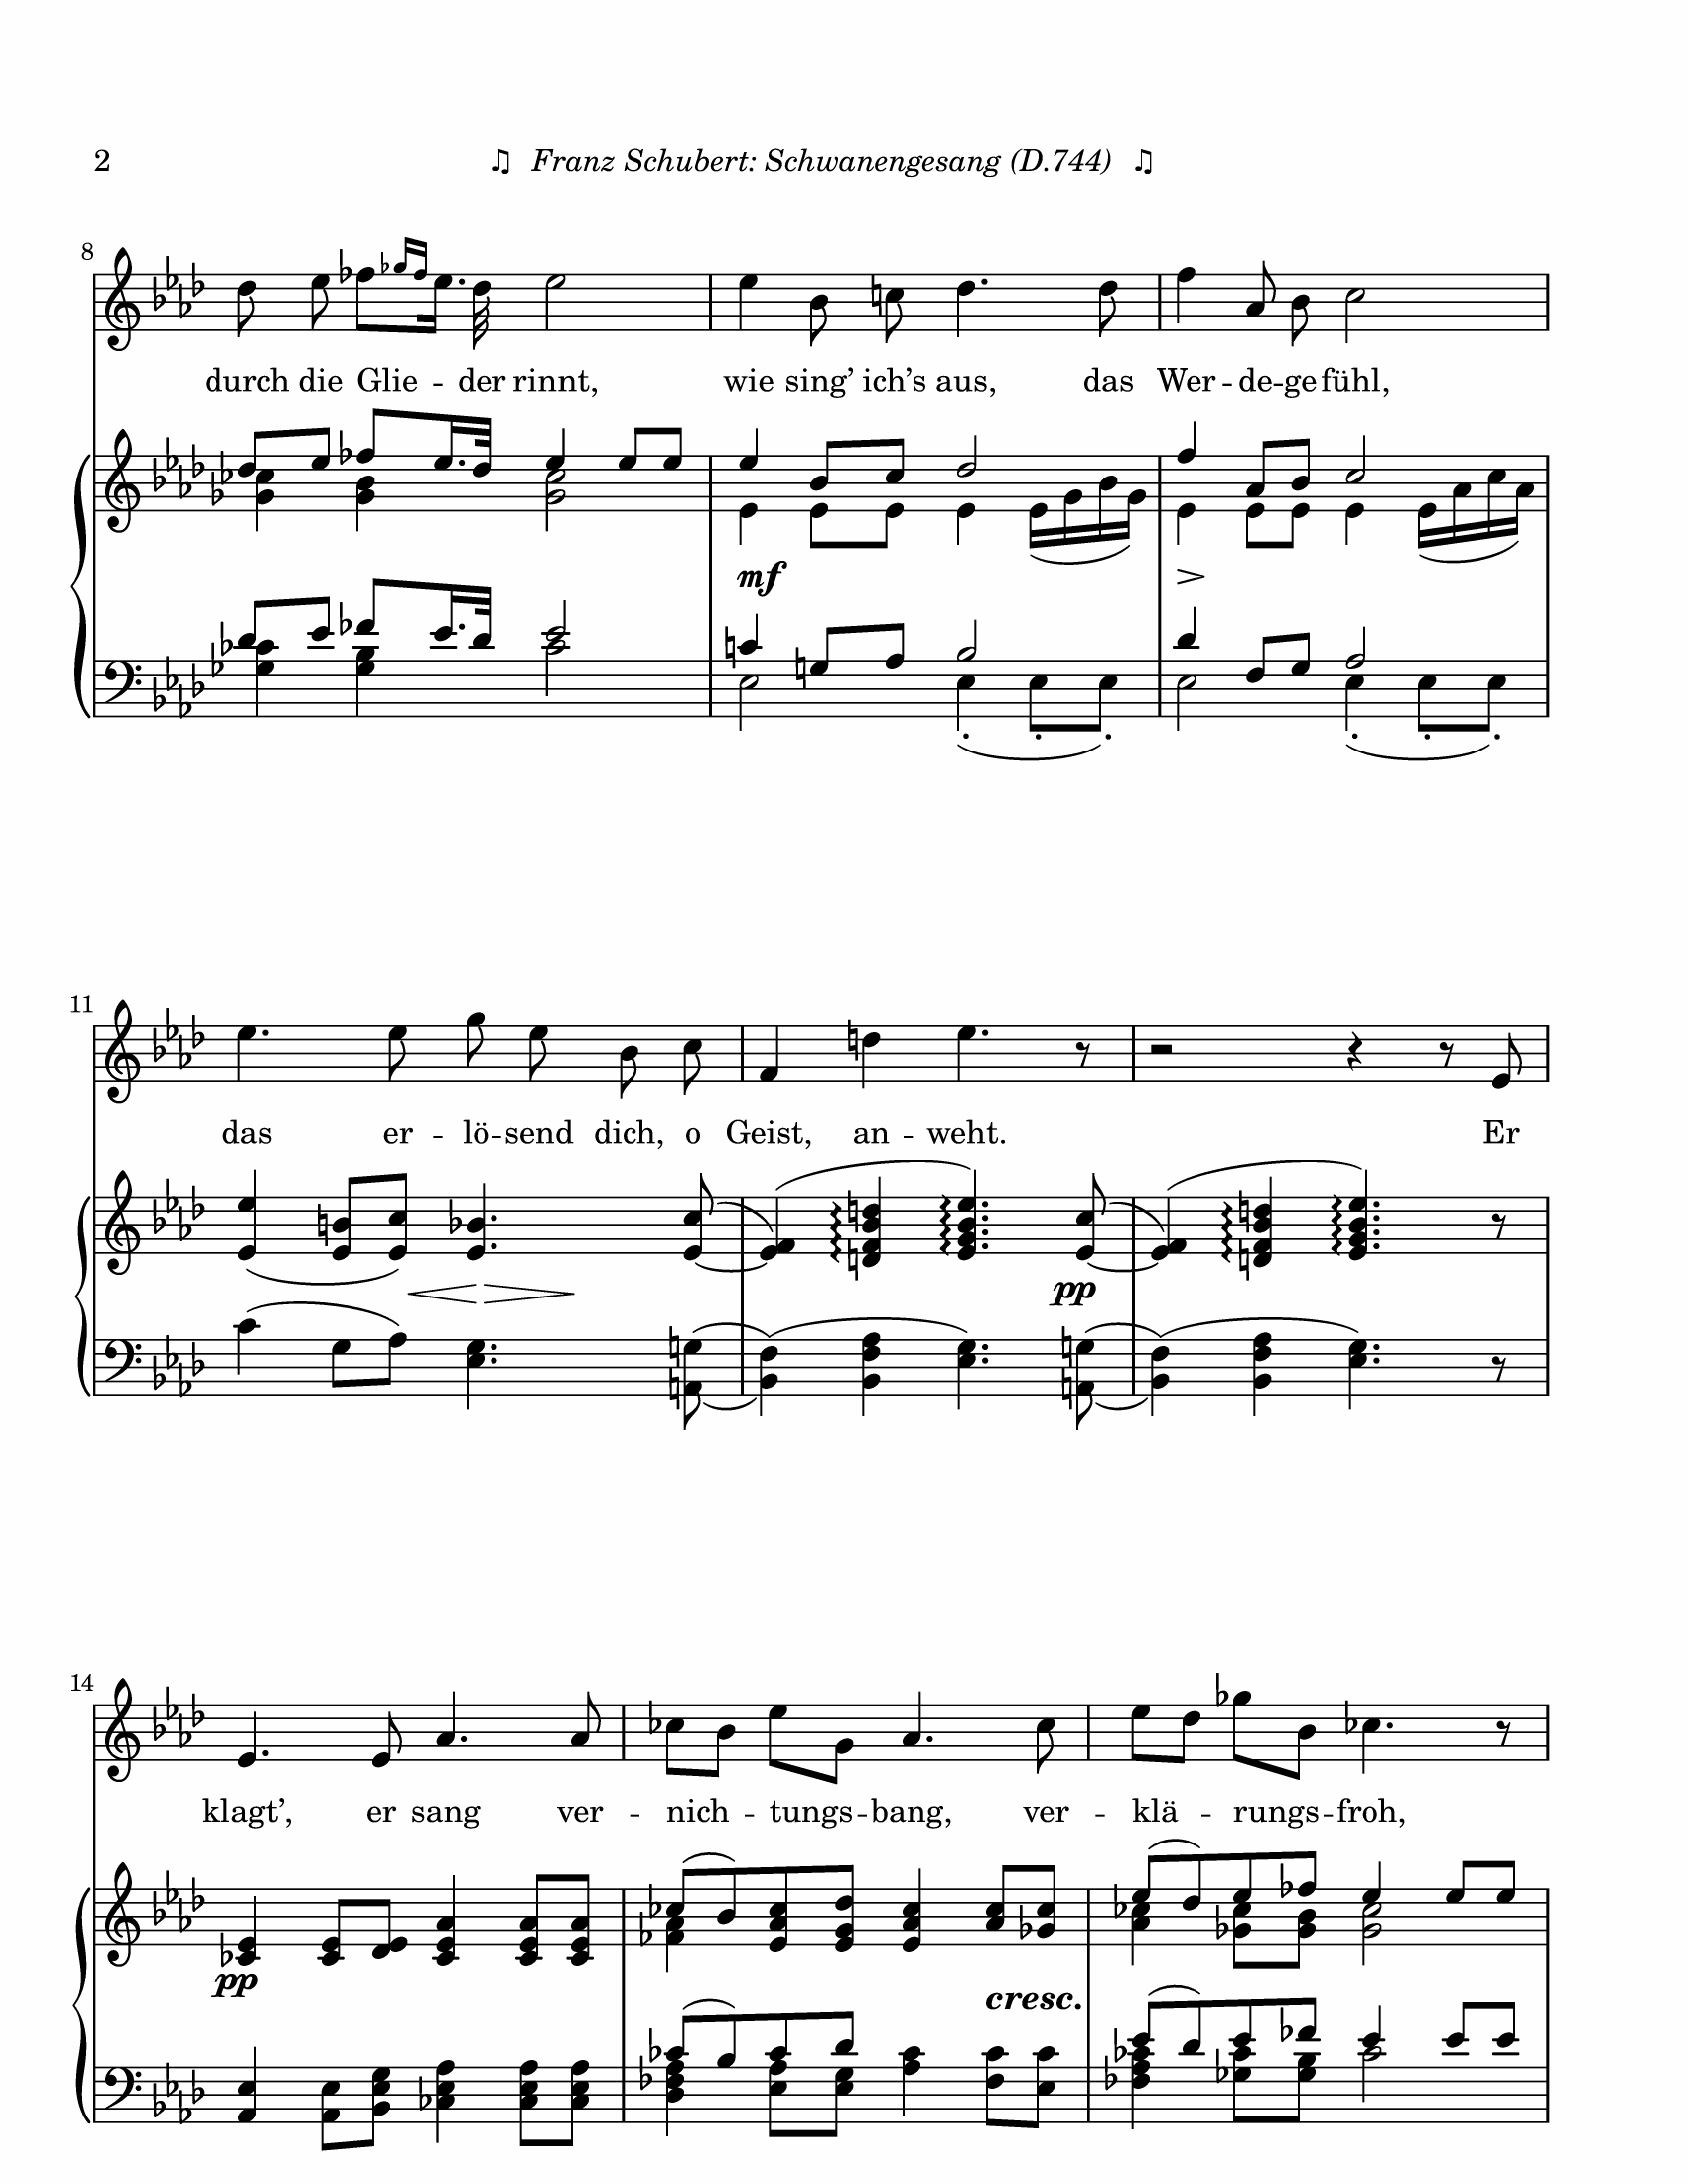 2 ♫ Franz Schubert: Schwanengesang (D.744) ♫
8
durch die Glie - der rinnt, wie sing’ ich’s aus, das Wer - de - ge fühl,
mf
11
das er - lö - send dich, o Geist, an - weht. Er
pp
14
klagt’, er sang ver - nich - tungs - bang, ver - klä - rungs - froh,
pp
cresc.